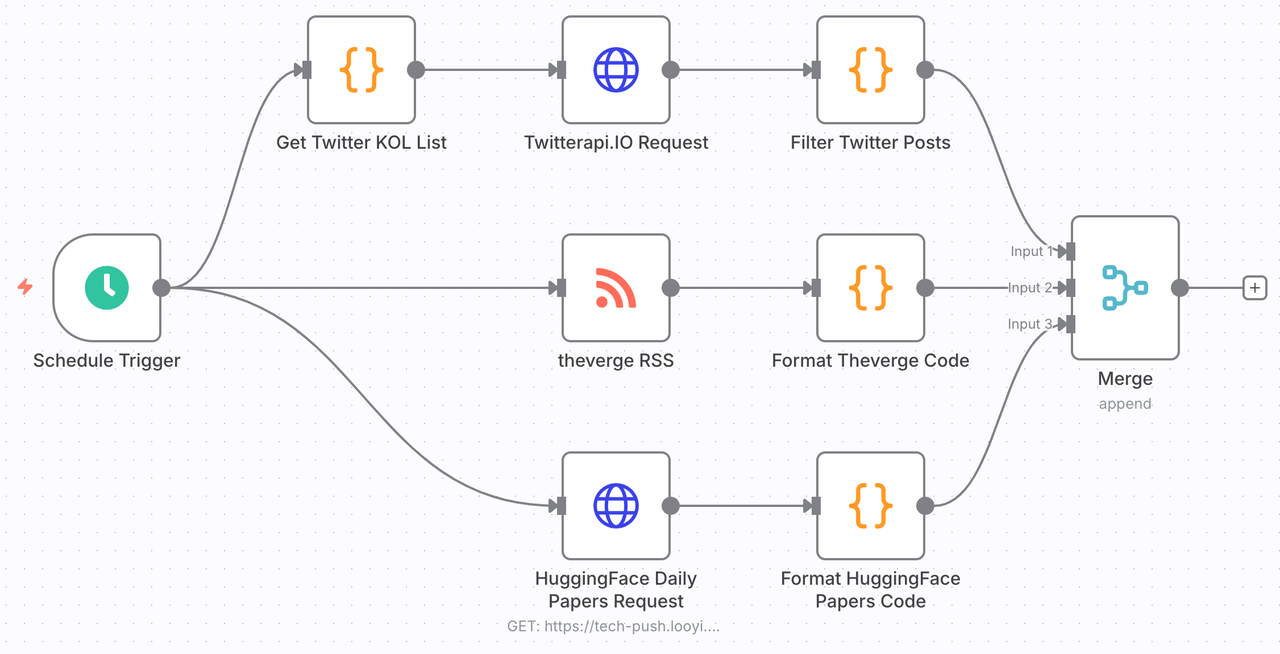 Get Twitter KOL List
Twitterapi.IO Request
Filter Twitter Posts
Input 1
Input 2
Input 3
Schedule Trigger
theverge RSS
Format Theverge Code
Merge
append
HuggingFace Daily
Papers Request
GET: https://tech-push.looyi....
Format HuggingFace
Papers Code